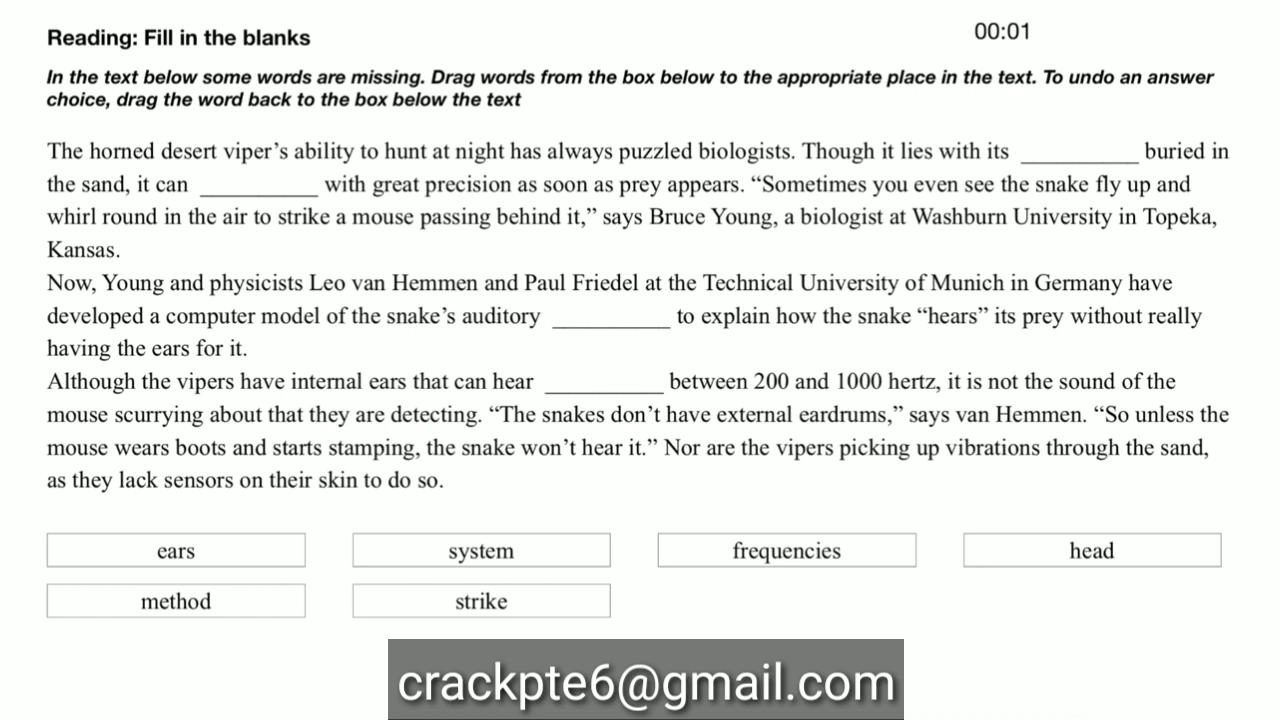 Reading: Fill in the blanks
00:01
In the text below some words are missing. Drag words from the box below to the appropriate place in the text. To undo an answer
choice, drag the word back to the box below the text
The horned desert viper’s ability to hunt at night has always puzzled biologists. Though it lies with its __________ buried in
the sand, it can __________ with great precision as soon as prey appears. “Sometimes you even see the snake fly up and
whirl round in the air to strike a mouse passing behind it,” says Bruce Young, a biologist at Washburn University in Topeka,
Kansas.
Now, Young and physicists Leo van Hemmen and Paul Friedel at the Technical University of Munich in Germany have
developed a computer model of the snake’s auditory __________ to explain how the snake “hears” its prey without really
having the ears for it.
Although the vipers have internal ears that can hear __________ between 200 and 1000 hertz, it is not the sound of the
mouse scurrying about that they are detecting. “The snakes don’t have external eardrums,” says van Hemmen. “So unless the
mouse wears boots and starts stamping, the snake won’t hear it.” Nor are the vipers picking up vibrations through the sand,
as they lack sensors on their skin to do so.
ears system frequencies head
method strike
crackpte6@gmail.com